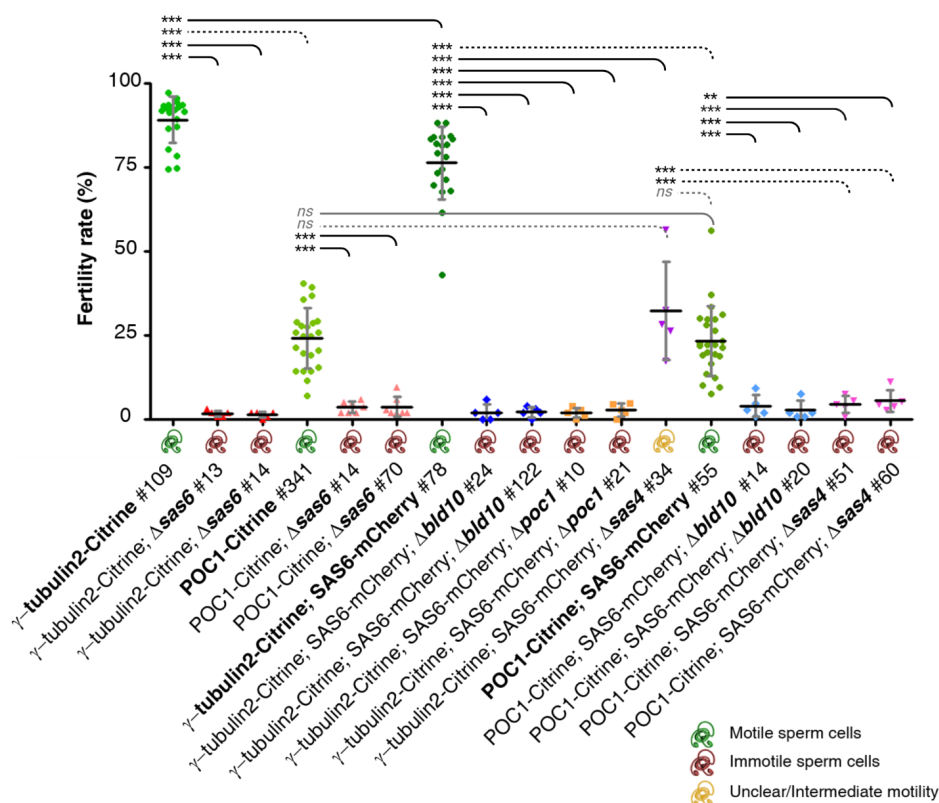 ***
***
***
***
***
***
***
***
***
***
**
***
***
***
***
***
ns
ns
ns
***
***
100
75
50
25
0
Fertility rate (%)
γ–tubulin2-Citrine #109
γ–tubulin2-Citrine; Δsas6 #13
γ–tubulin2-Citrine; Δsas6 #14
POC1-Citrine #341
POC1-Citrine; Δsas6 #14
POC1-Citrine; Δsas6 #70
γ–tubulin2-Citrine; SAS6-mCherry #78
γ–tubulin2-Citrine; SAS6-mCherry; Δbld10 #24
γ–tubulin2-Citrine; SAS6-mCherry; Δbld10 #122
γ–tubulin2-Citrine; SAS6-mCherry; Δpoc1 #10
γ–tubulin2-Citrine; SAS6-mCherry; Δpoc1 #21
γ–tubulin2-Citrine; SAS6-mCherry; Δsas4 #34
POC1-Citrine; SAS6-mCherry #55
POC1-Citrine; SAS6-mCherry; Δbld10 #14
POC1-Citrine; SAS6-mCherry; Δbld10 #20
POC1-Citrine; SAS6-mCherry; Δsas4 #51
POC1-Citrine; SAS6-mCherry; Δsas4 #60
Motile sperm cells
Immotile sperm cells
Unclear/Intermediate motility